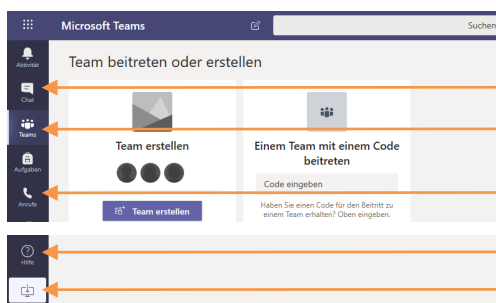 Microsoft Teams
Suchen
Aktivität
Team beitreten oder erstellen
Chat
Teams
Team erstellen
Einem Team mit einem Code
beitreten
Aufgaben
Code eingeben
Anrufe
Team erstellen
Haben Sie einen Code für den Beitritt zu
einem Team erhalten? Oben eingeben.
Hilfe